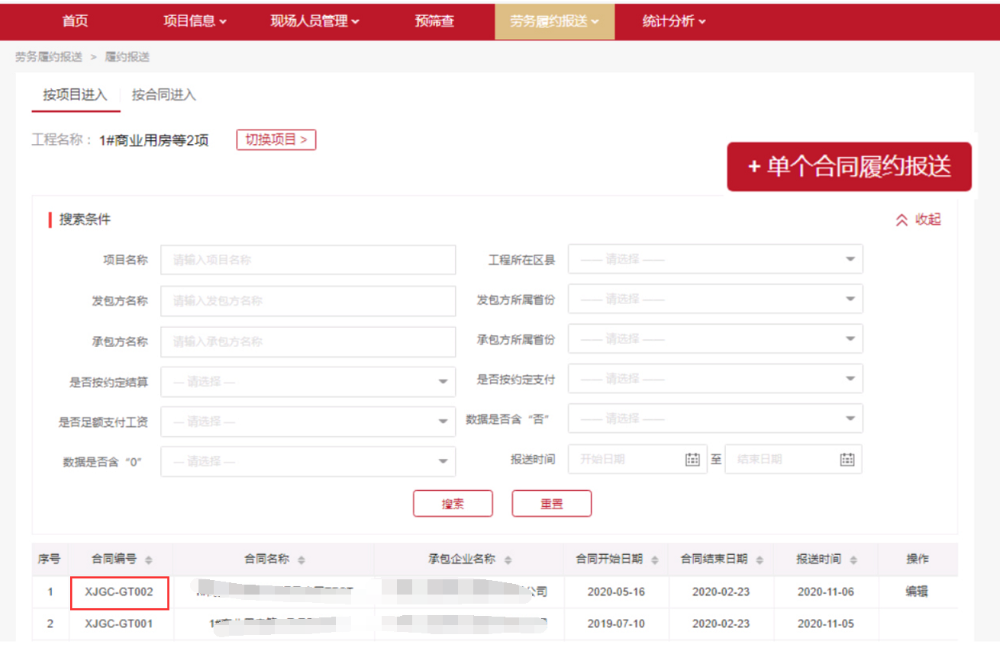 首页 项目信息 现场人员管理 预筛查 劳务履约报送 统计分析
劳务履约报送 > 履约报送
按项目进入 按合同进入
工程名称： 1#商业用房等2项 切换项目 >
+ 单个合同履约报送
搜索条件 收起
项目名称 请输入项目名称 工程所在区县 —— 请选择 ——
发包方名称 请输入发包方名称 发包方所属省份 —— 请选择 ——
承包方名称 请输入承包方名称 承包方所属省份 —— 请选择 ——
是否按约定结算 — 请选择 — 是否按约定支付 —— 请选择 ——
是否足额支付工资 — 请选择 — 数据是否含“否” —— 请选择 ——
数据是否含“0” — 请选择 — 报送时间 开始日期 至 结束日期
搜索 重置
序号 合同编号 合同名称 承包企业名称 合同开始日期 合同结束日期 报送时间 操作
1 XJGC-GT002 公司 2020-05-16 2020-02-23 2020-11-06 编辑
2 XJGC-GT001 2019-07-10 2020-02-23 2020-11-05